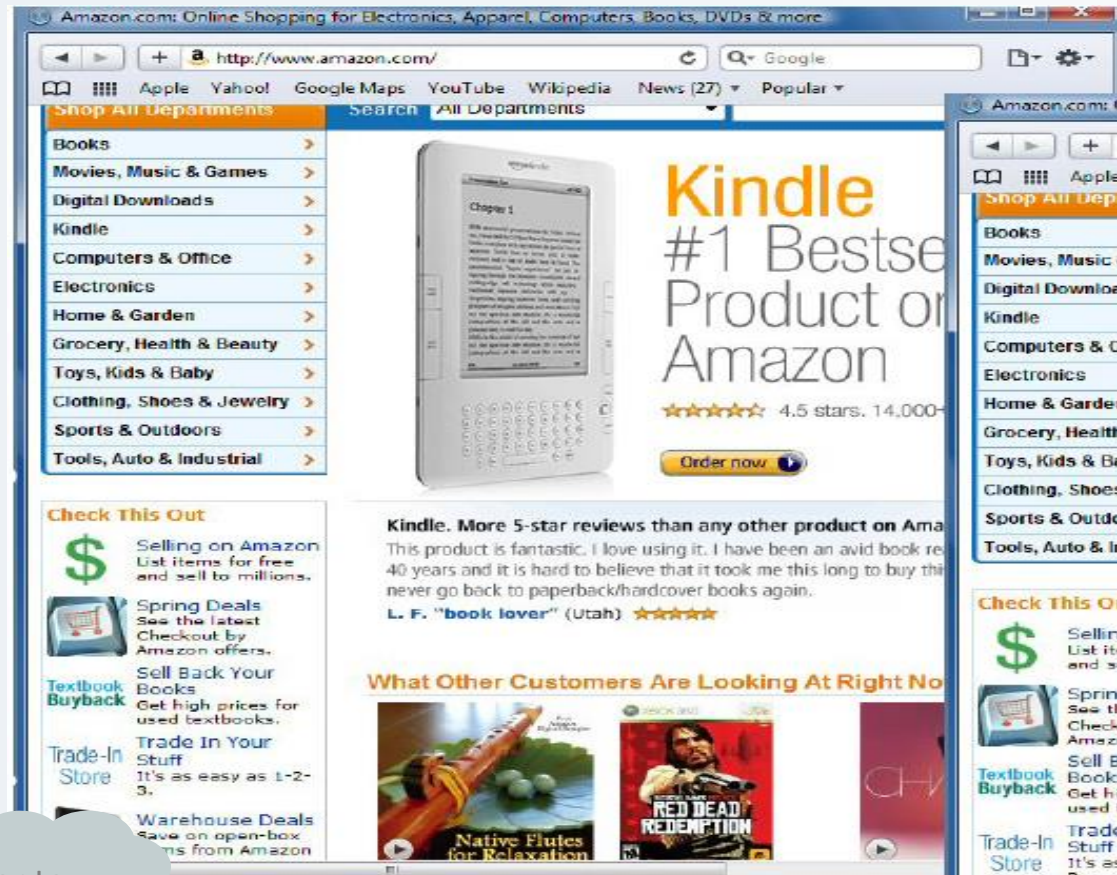 Amazon.com: Online Shopping for Electronics, Apparel, Computers, Books, DVDs & more
http://www.amazon.com/
Google
Apple Yahoo! Google Maps YouTube Wikipedia News (27) Popular
Shop All Departments
Search All Departments
Books
Movies, Music & Games
Digital Downloads
Kindle
Computers & Office
Electronics
Home & Garden
Grocery, Health & Beauty
Toys, Kids & Baby
Clothing, Shoes & Jewelry
Sports & Outdoors
Tools, Auto & Industrial
amazonkindle
Chapter 1
Kindle
#1 Bestse
Product or
Amazon
4.5 stars. 14,000+
Order now
Check This Out
$
Selling on Amazon
List items for free
and sell to millions.
Spring Deals
See the latest
Checkout by
Amazon offers.
Textbook
Buyback
Sell Back Your
Books
Get high prices for
used textbooks.
Trade-In
Store
Trade In Your
Stuff
It's as easy as 1-2-
3.
Warehouse Deals
Save on open-box
ms from Amazon
Kindle. More 5-star reviews than any other product on Ama
This product is fantastic. I love using it. I have been an avid book re
40 years and it is hard to believe that it took me this long to buy thi
never go back to paperback/hardcover books again.
L. F. "book lover" (Utah)
What Other Customers Are Looking At Right No
Native Flutes
for Relaxation
XBOX 360
RED DEAD
REDEMPTION
CH
Amazon.com:
Apple
Shop All Dep
Books
Movies, Music
Digital Downloa
Kindle
Computers & O
Electronics
Home & Garde
Grocery, Healt
Toys, Kids & Ba
Clothing, Shoes
Sports & Outdo
Tools, Auto & I
Check This O
$
Sellin
List ite
and s
Sprin
See th
Check
Amazo
Textbook
Buyback
Sell B
Book
Get h
used
Trade-In
Store
Trade
Stuff
It's as